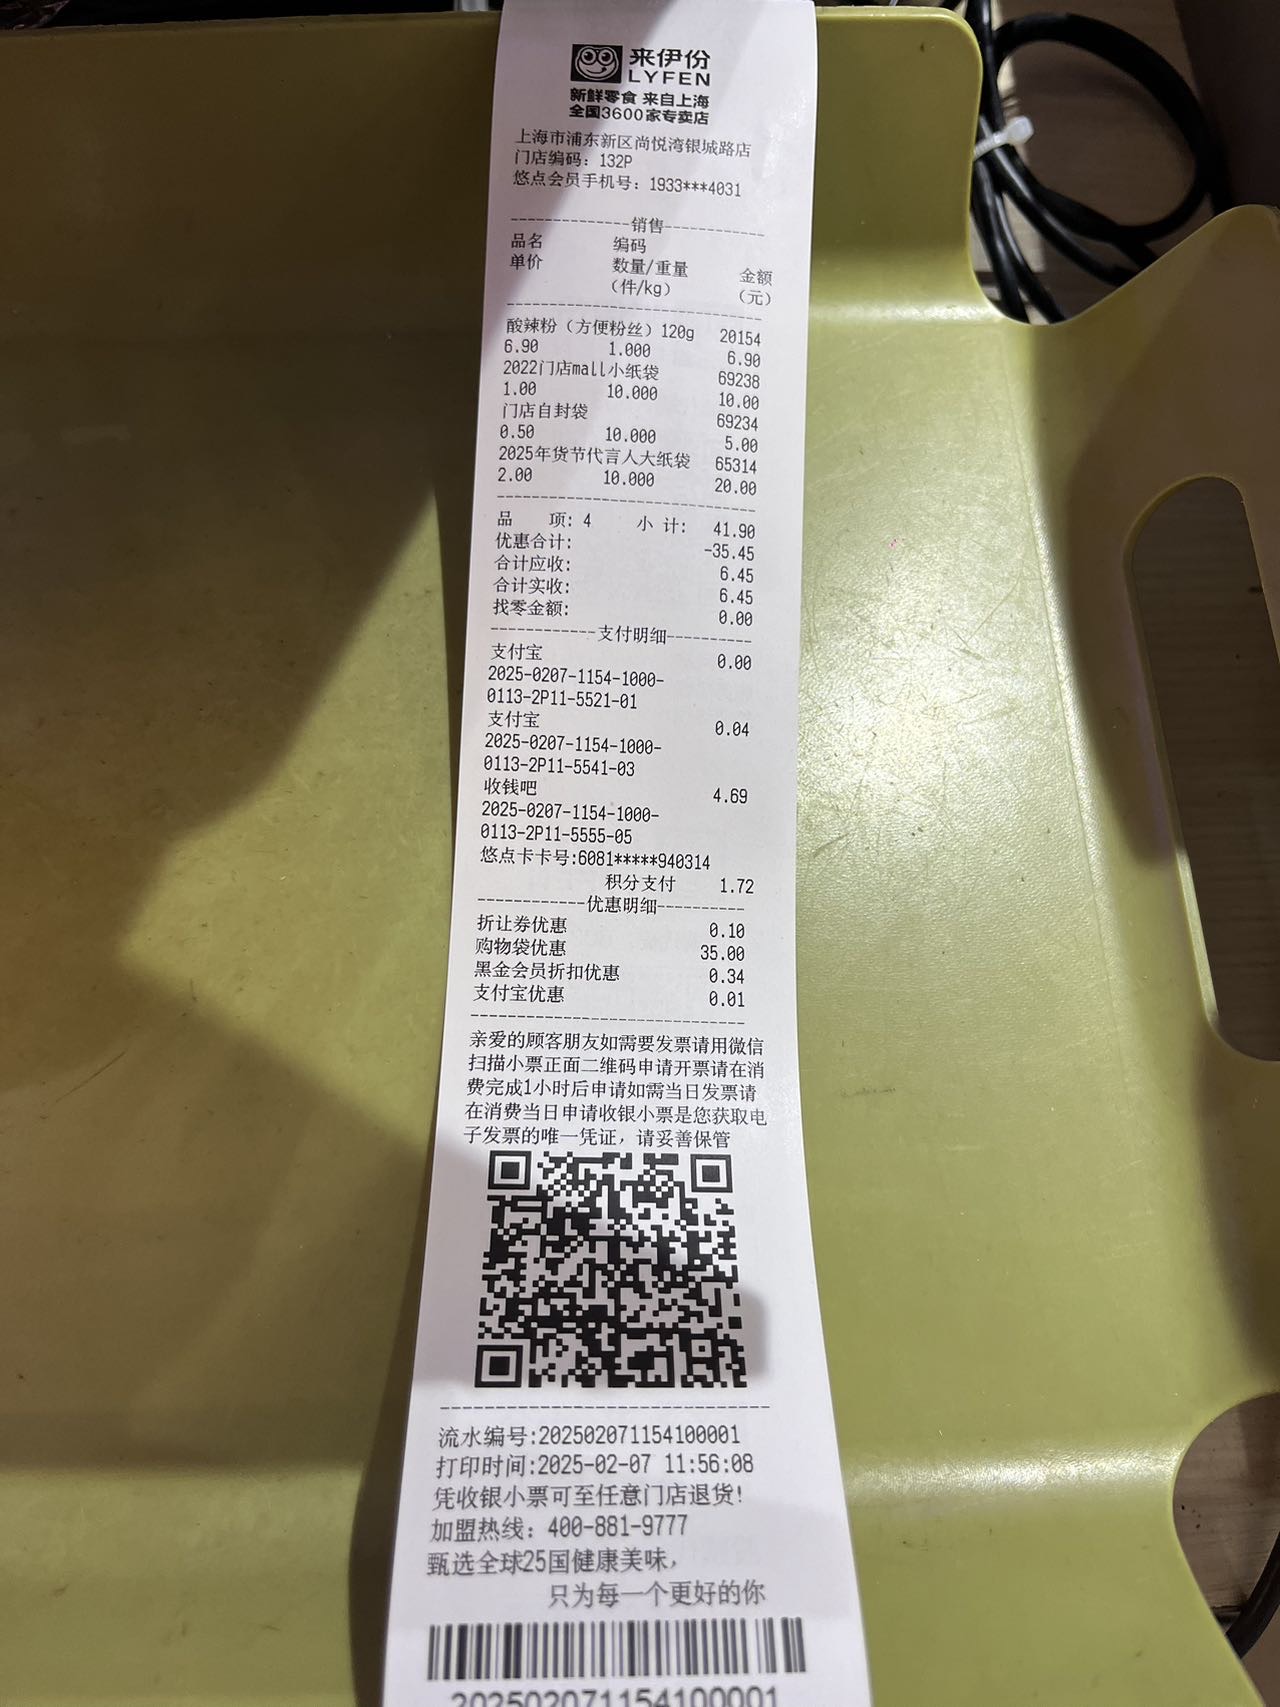 来伊份
LYFEN
新鲜零食 来自上海
全国3600家专卖店
上海市浦东新区尚悦湾银城路店
门店编码：132P
悠点会员手机号：1933***4031
--------------销售------------
品名 编码
单价 数量/重量 金额
（件/kg） （元）
------------------------------
酸辣粉（方便粉丝）120g 20154
6.90 1.000 6.90
2022门店mall小纸袋 69238
1.00 10.000 10.00
门店自封袋 69234
0.50 10.000 5.00
2025年货节代言人大纸袋 65314
2.00 10.000 20.00
------------------------------
品 项: 4 小 计: 41.90
优惠合计: -35.45
合计应收: 6.45
合计实收: 6.45
找零金额: 0.00
------------支付明细----------
支付宝 0.00
2025-0207-1154-1000-
0113-2P11-5521-01
支付宝 0.04
2025-0207-1154-1000-
0113-2P11-5541-03
收钱吧 4.69
2025-0207-1154-1000-
0113-2P11-5555-05
悠点卡卡号:6081*****940314
积分支付 1.72
------------优惠明细----------
折让券优惠 0.10
购物袋优惠 35.00
黑金会员折扣优惠 0.34
支付宝优惠 0.01
------------------------------
亲爱的顾客朋友如需要发票请用微信
扫描小票正面二维码申请开票请在消
费完成1小时后申请如需当日发票请
在消费当日申请收银小票是您获取电
子发票的唯一凭证，请妥善保管
------------------------------
流水编号:202502071154100001
打印时间:2025-02-07 11:56:08
凭收银小票可至任意门店退货!
加盟热线：400-881-9777
甄选全球25国健康美味，
只为每一个更好的你
202502071154100001